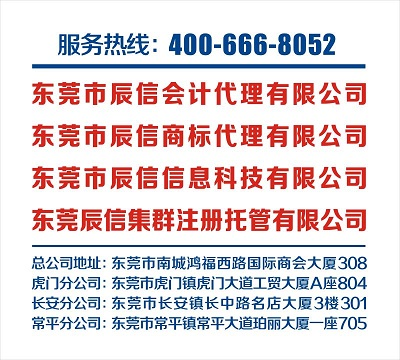 服务热线：400-666-8052
东莞市辰信会计代理有限公司
东莞市辰信商标代理有限公司
东莞市辰信信息科技有限公司
东莞辰信集群注册托管有限公司
总公司地址：东莞市南城鸿福西路国际商会大厦308
虎门分公司：东莞市虎门镇虎门大道工贸大厦A座804
长安分公司：东莞市长安镇长中路名店大厦3楼301
常平分公司：东莞市常平镇常平大道珀丽大厦一座705